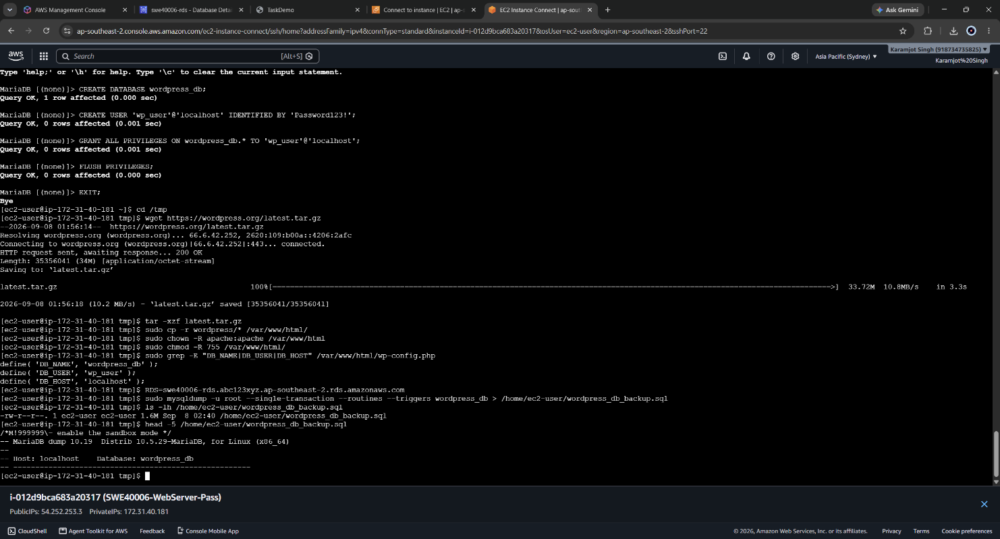 AWS Management Console
swe40006-rds - Database Deta
TaskDemo
Connect to instance | EC2 | ap-s
EC2 Instance Connect | ap-sout
Ask Gemini
ap-southeast-2.console.aws.amazon.com/ec2-instance-connect/ssh/home?addressFamily=ipv4&connType=standard&instanceId=i-012d9bca683a20317&osUser=ec2-user&region=ap-southeast-2&sshPort=22
aws
Search
[Alt+S]
Asia Pacific (Sydney) ▼
Karamjot Singh (918734735825) ▼
Karamjot%20Singh
Type 'help;' or '\h' for help. Type '\c' to clear the current input statement.
MariaDB [(none)]> CREATE DATABASE wordpress_db;
Query OK, 1 row affected (0.000 sec)
MariaDB [(none)]> CREATE USER 'wp_user'@'localhost' IDENTIFIED BY 'Password123!';
Query OK, 0 rows affected (0.001 sec)
MariaDB [(none)]> GRANT ALL PRIVILEGES ON wordpress_db.* TO 'wp_user'@'localhost';
Query OK, 0 rows affected (0.001 sec)
MariaDB [(none)]> FLUSH PRIVILEGES;
Query OK, 0 rows affected (0.000 sec)
MariaDB [(none)]> EXIT;
Bye
[ec2-user@ip-172-31-40-181 ~]$ cd /tmp
[ec2-user@ip-172-31-40-181 tmp]$ wget https://wordpress.org/latest.tar.gz
--2026-09-08 01:56:14--  https://wordpress.org/latest.tar.gz
Resolving wordpress.org (wordpress.org)... 66.6.42.252, 2620:109:b00a::4206:2afc
Connecting to wordpress.org (wordpress.org)|66.6.42.252|:443... connected.
HTTP request sent, awaiting response... 200 OK
Length: 35356041 (34M) [application/octet-stream]
Saving to: ‘latest.tar.gz’
latest.tar.gz 100%[==========================================>] 33.72M 10.8MB/s in 3.3s
2026-09-08 01:56:18 (10.2 MB/s) - ‘latest.tar.gz’ saved [35356041/35356041]
[ec2-user@ip-172-31-40-181 tmp]$ tar -xzf latest.tar.gz
[ec2-user@ip-172-31-40-181 tmp]$ sudo cp -r wordpress/* /var/www/html/
[ec2-user@ip-172-31-40-181 tmp]$ sudo chown -R apache:apache /var/www/html
[ec2-user@ip-172-31-40-181 tmp]$ sudo chmod -R 755 /var/www/html/
[ec2-user@ip-172-31-40-181 tmp]$ sudo grep -E "DB_NAME|DB_USER|DB_HOST" /var/www/html/wp-config.php
define( 'DB_NAME', 'wordpress_db' );
define( 'DB_USER', 'wp_user' );
define( 'DB_HOST', 'localhost' );
[ec2-user@ip-172-31-40-181 tmp]$ RDS=swe40006-rds.abc123xyz.ap-southeast-2.rds.amazonaws.com
[ec2-user@ip-172-31-40-181 tmp]$ sudo mysqldump -u root --single-transaction --routines --triggers wordpress_db > /home/ec2-user/wordpress_db_backup.sql
[ec2-user@ip-172-31-40-181 tmp]$ ls -lh /home/ec2-user/wordpress_db_backup.sql
-rw-r--r--. 1 ec2-user ec2-user 1.6M Sep  8 02:40 /home/ec2-user/wordpress_db_backup.sql
[ec2-user@ip-172-31-40-181 tmp]$ head -5 /home/ec2-user/wordpress_db_backup.sql
/*M!999999\- enable the sandbox mode */
-- MariaDB dump 10.19  Distrib 10.5.29-MariaDB, for Linux (x86_64)
--
-- Host: localhost    Database: wordpress_db
-- ------------------------------------------------------
[ec2-user@ip-172-31-40-181 tmp]$
i-012d9bca683a20317 (SWE40006-WebServer-Pass)
PublicIPs: 54.252.253.3 PrivateIPs: 172.31.40.181
CloudShell
Agent Toolkit for AWS
Feedback
Console Mobile App
© 2026, Amazon Web Services, Inc. or its affiliates.
Privacy
Terms
Cookie preferences